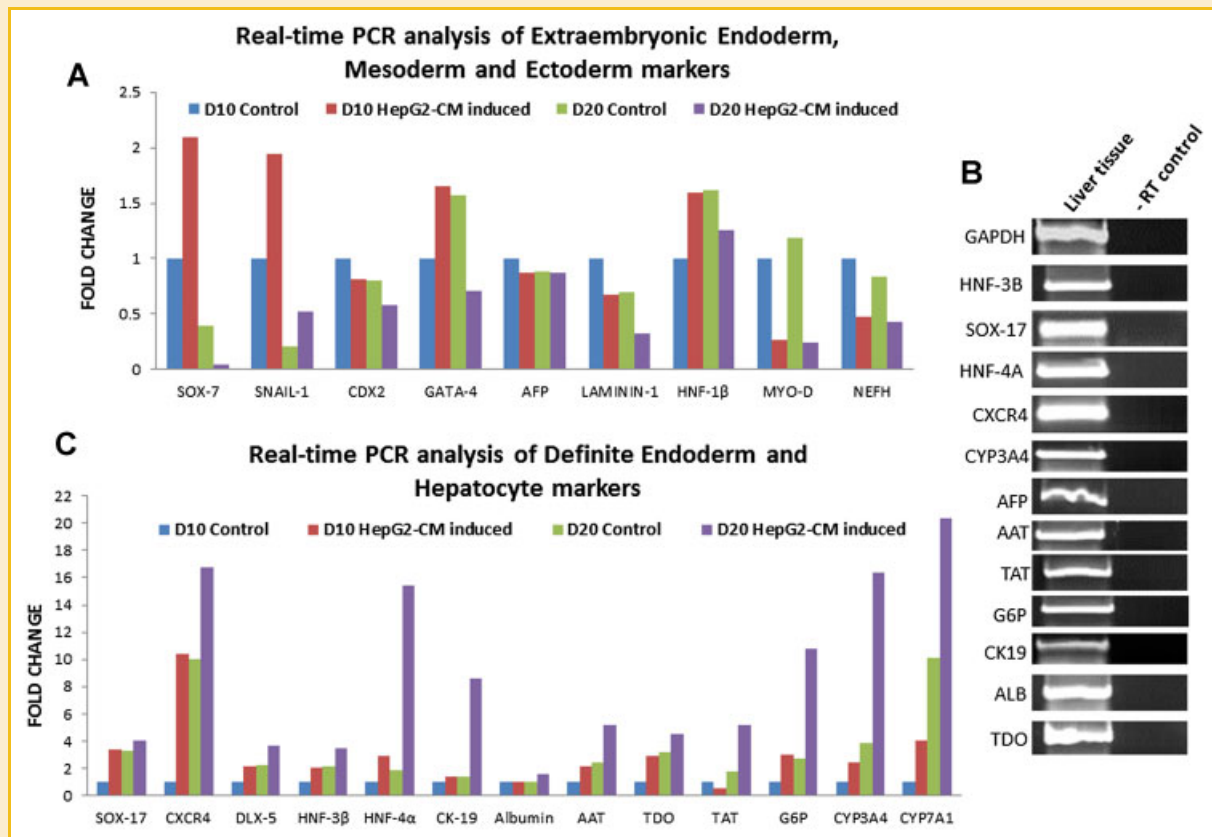 Real-time PCR analysis of Extraembryonic Endoderm,
Mesoderm and Ectoderm markers
A
D10 Control D10 HepG2-CM induced D20 Control D20 HepG2-CM induced
FOLD CHANGE
2.5
2
1.5
1
0.5
0
SOX-7 SNAIL-1 CDX2 GATA-4 AFP LAMININ-1 HNF-1β MYO-D NEFH
B
Liver tissue
- RT control
GAPDH
HNF-3B
SOX-17
HNF-4A
CXCR4
CYP3A4
AFP
AAT
TAT
G6P
CK19
ALB
TDO
C
Real-time PCR analysis of Definite Endoderm and
Hepatocyte markers
D10 Control D10 HepG2-CM induced D20 Control D20 HepG2-CM induced
FOLD CHANGE
22
20
18
16
14
12
10
8
6
4
2
0
SOX-17 CXCR4 DLX-5 HNF-3β HNF-4α CK-19 Albumin AAT TDO TAT G6P CYP3A4 CYP7A1